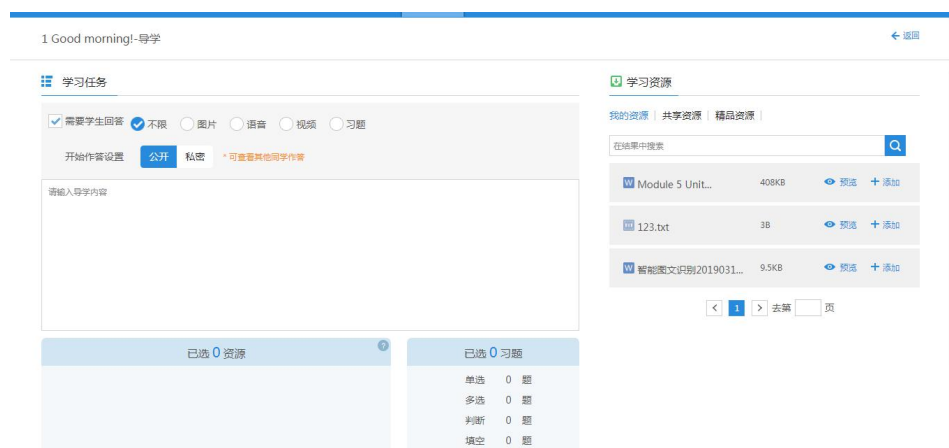 1 Good morning!-导学
返回
学习任务
需要学生回答 不限 图片 语音 视频 习题
开始作答设置 公开 私密 * 可查看其他同学作答
请输入导学内容
已选 0 资源 ?
已选 0 习题
单选 0 题
多选 0 题
判断 0 题
填空 0 题
学习资源
我的资源 | 共享资源 | 精品资源 |
在结果中搜索
Module 5 Unit... 408KB 预览 添加
123.txt 3B 预览 添加
智能图文识别2019031... 9.5KB 预览 添加
< 1 > 去第 页